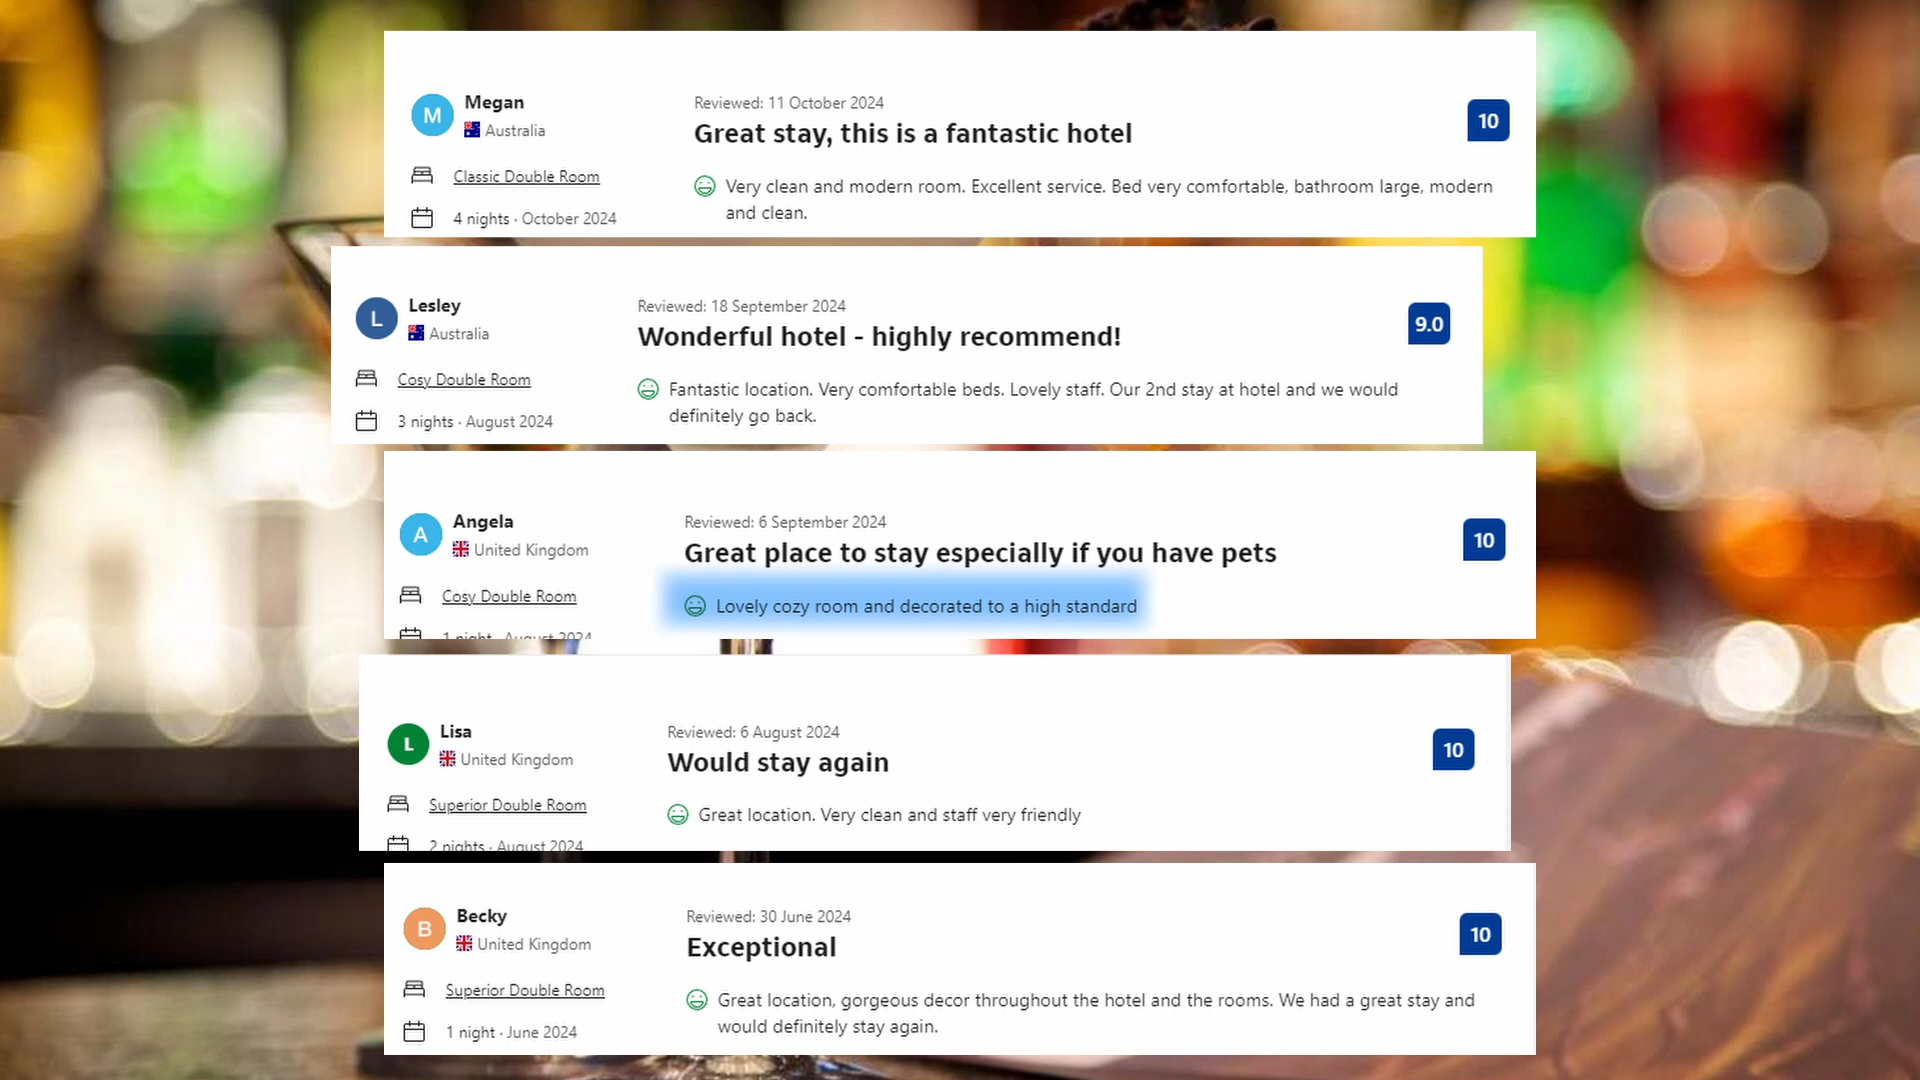 M
Megan
Australia
Classic Double Room
4 nights · October 2024
Reviewed: 11 October 2024
Great stay, this is a fantastic hotel
10
Very clean and modern room. Excellent service. Bed very comfortable, bathroom large, modern
and clean.
L
Lesley
Australia
Cosy Double Room
3 nights · August 2024
Reviewed: 18 September 2024
Wonderful hotel - highly recommend!
9.0
Fantastic location. Very comfortable beds. Lovely staff. Our 2nd stay at hotel and we would
definitely go back.
A
Angela
United Kingdom
Cosy Double Room
1 night · August 2024
Reviewed: 6 September 2024
Great place to stay especially if you have pets
10
Lovely cozy room and decorated to a high standard
L
Lisa
United Kingdom
Superior Double Room
2 nights · August 2024
Reviewed: 6 August 2024
Would stay again
10
Great location. Very clean and staff very friendly
B
Becky
United Kingdom
Superior Double Room
1 night · June 2024
Reviewed: 30 June 2024
Exceptional
10
Great location, gorgeous decor throughout the hotel and the rooms. We had a great stay and
would definitely stay again.